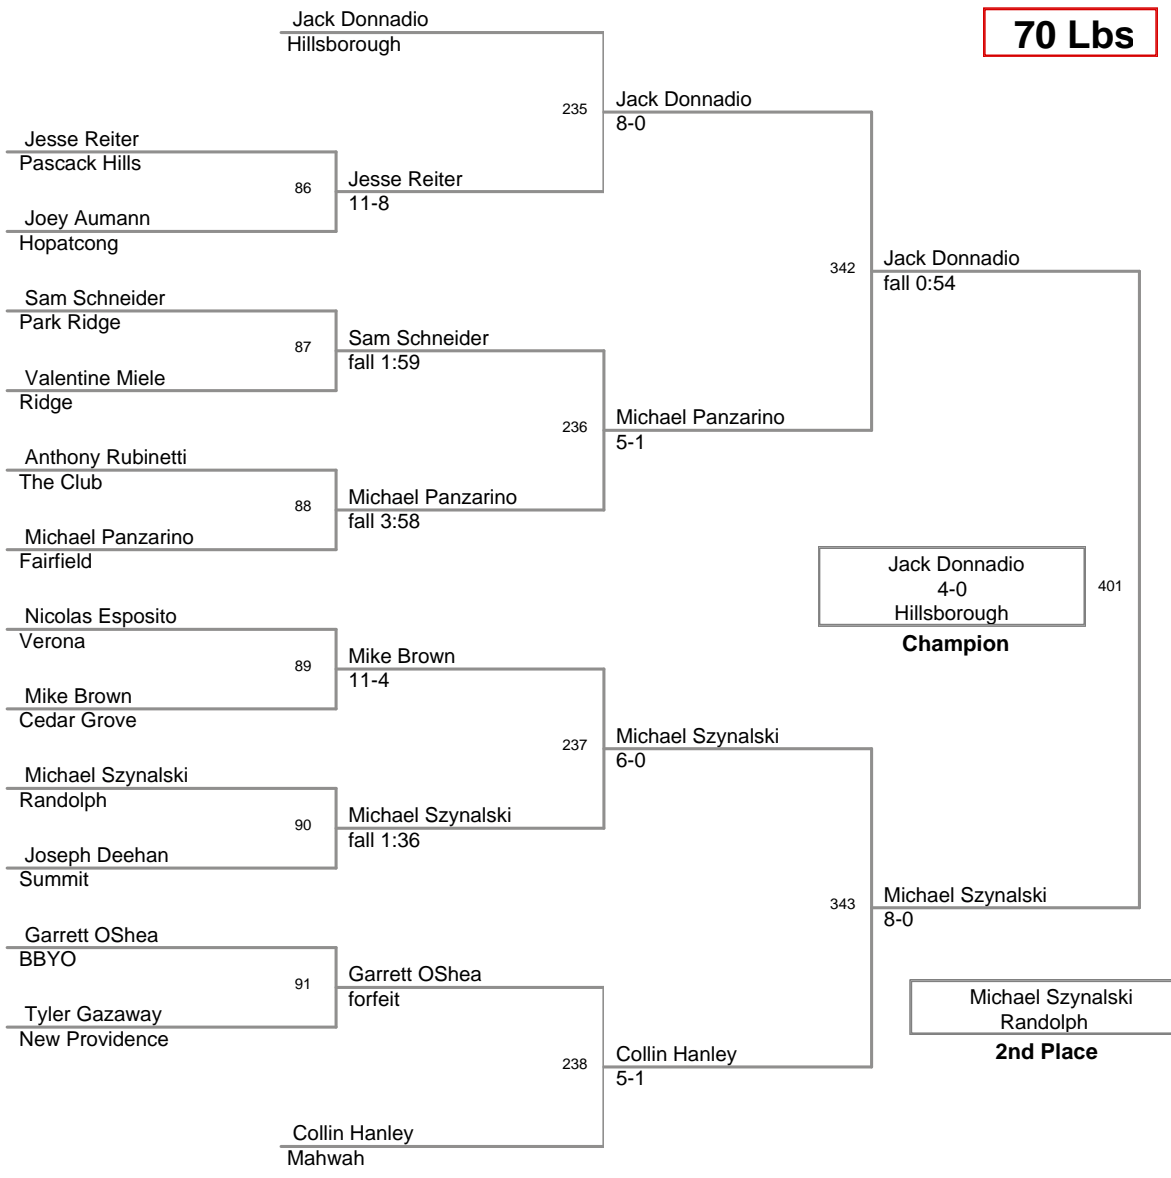 Jack Donnadio
Hillsborough
70 Lbs
235
Jack Donnadio
8-0
Jesse Reiter
Pascack Hills
86
Jesse Reiter
11-8
Joey Aumann
Hopatcong
342
Jack Donnadio
fall 0:54
Sam Schneider
Park Ridge
87
Sam Schneider
fall 1:59
Valentine Miele
Ridge
236
Michael Panzarino
5-1
Anthony Rubinetti
The Club
88
Michael Panzarino
fall 3:58
Michael Panzarino
Fairfield
Jack Donnadio
4-0
Hillsborough
Champion
401
Nicolas Esposito
Verona
89
Mike Brown
11-4
Mike Brown
Cedar Grove
237
Michael Szynalski
6-0
Michael Szynalski
Randolph
90
Michael Szynalski
fall 1:36
Joseph Deehan
Summit
343
Michael Szynalski
8-0
Garrett OShea
BBYO
91
Garrett OShea
forfeit
Tyler Gazaway
New Providence
Michael Szynalski
Randolph
2nd Place
238
Collin Hanley
5-1
Collin Hanley
Mahwah